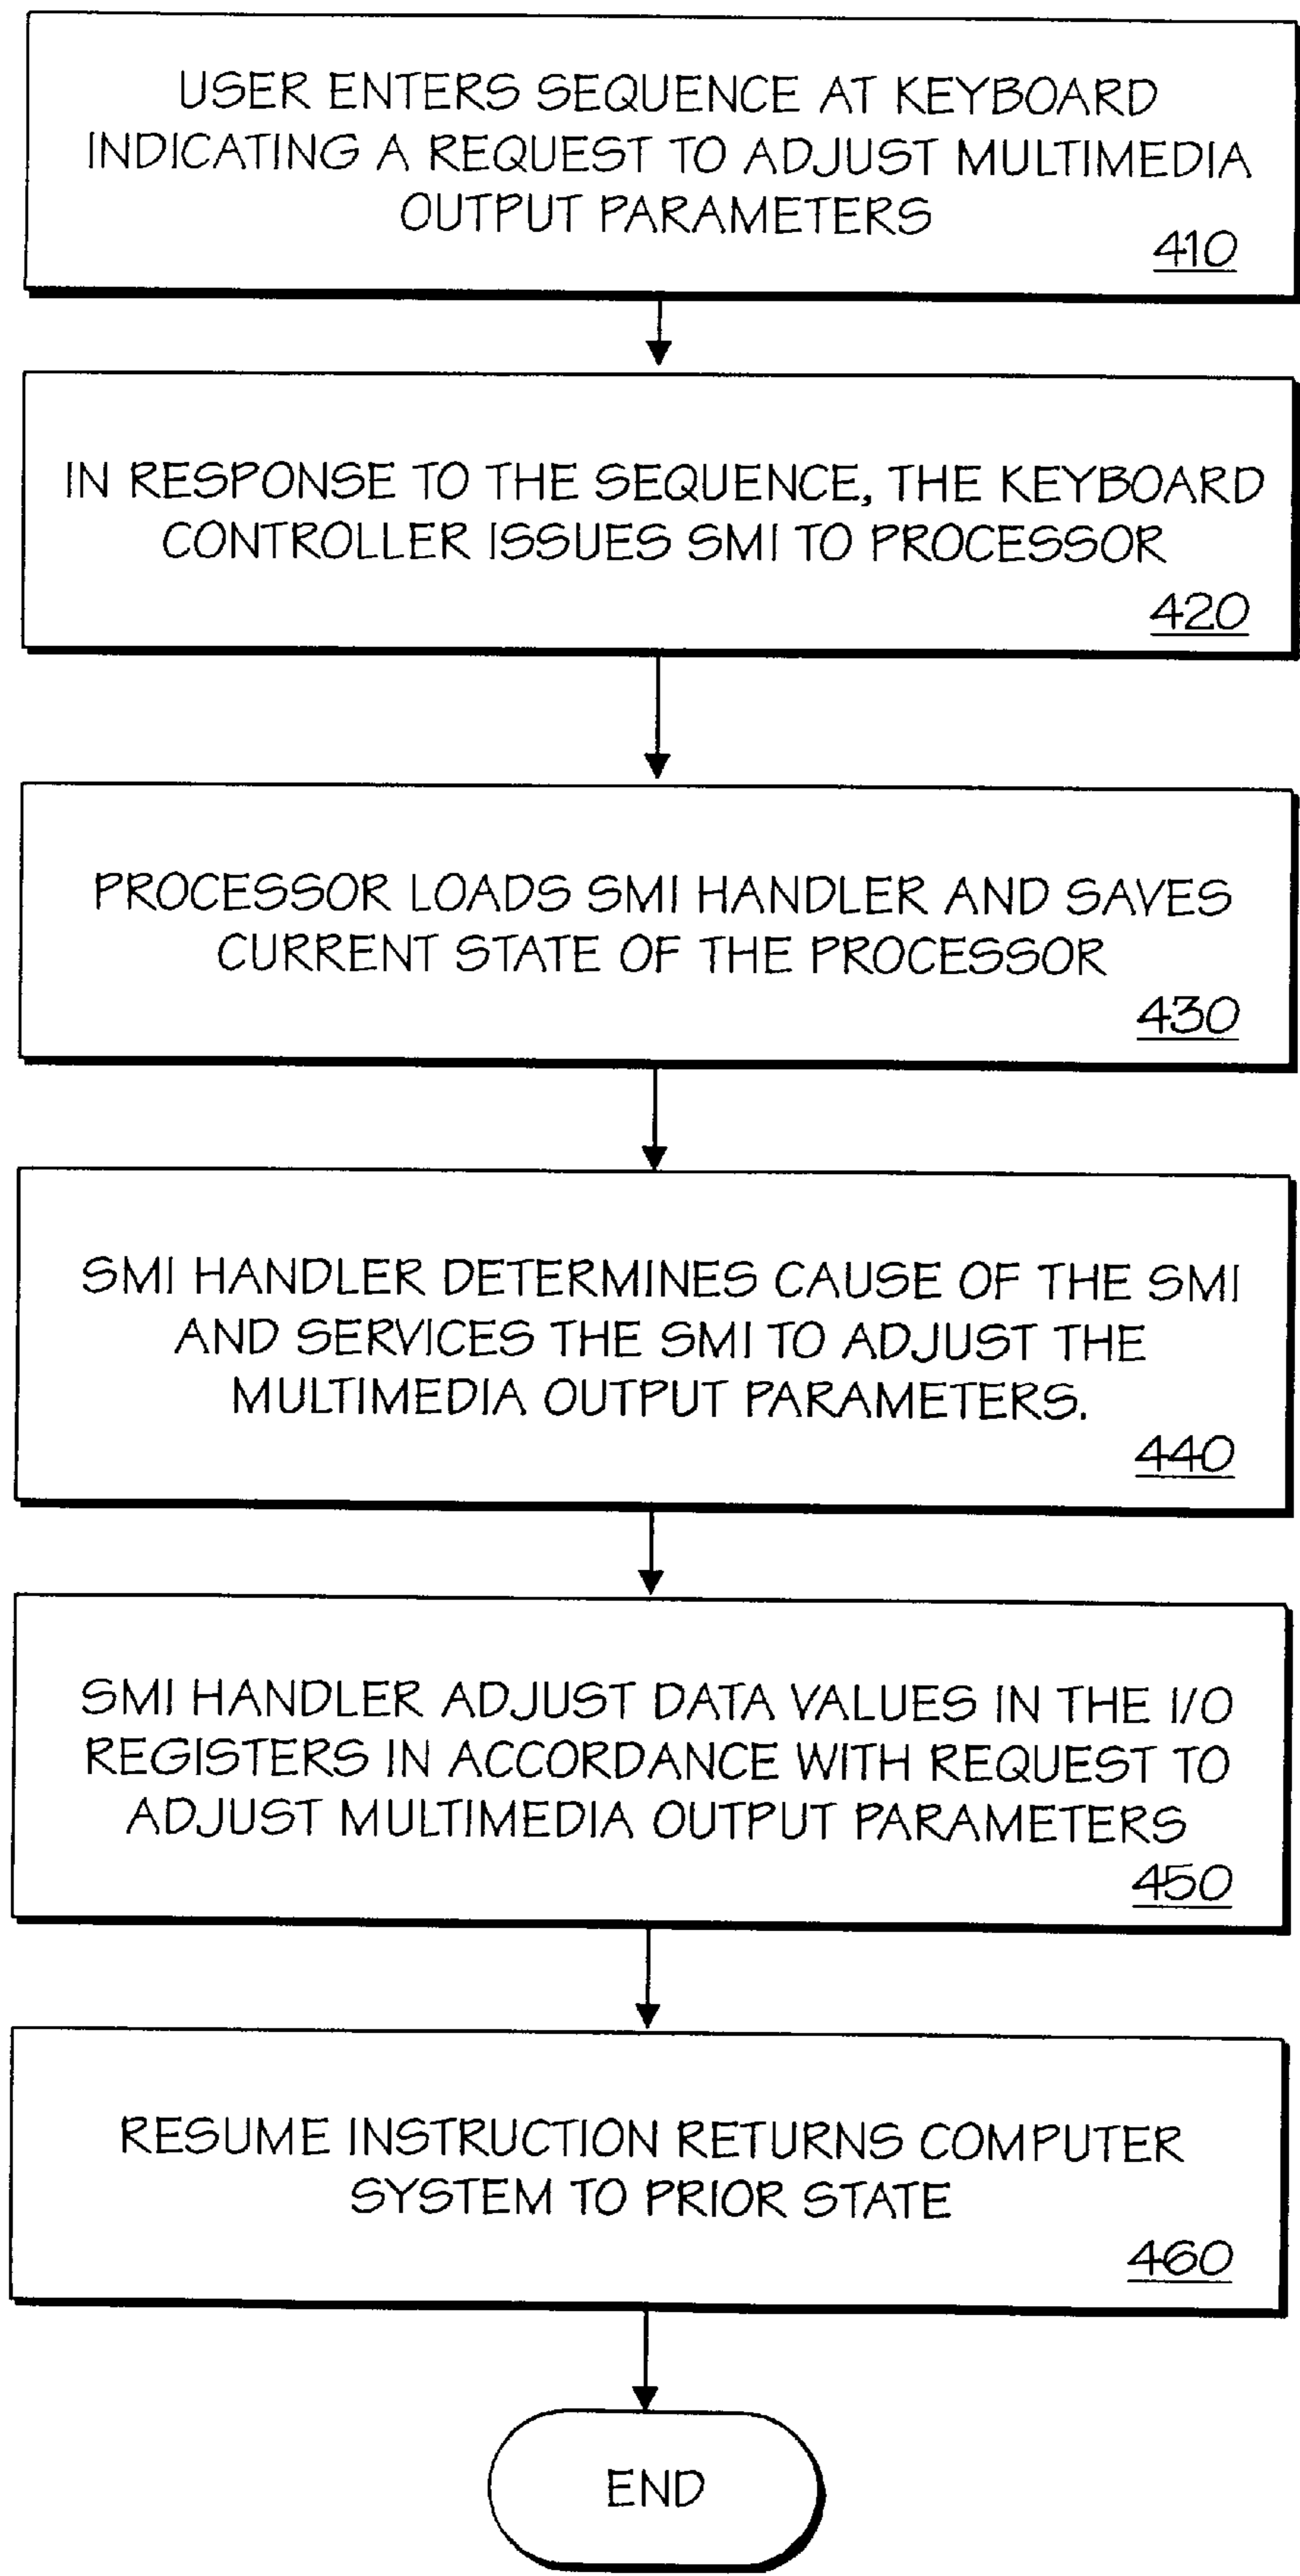 USER ENTERS SEQUENCE AT KEYBOARD
INDICATING A REQUEST TO ADJUST MULTIMEDIA
OUTPUT PARAMETERS
410
IN RESPONSE TO THE SEQUENCE, THE KEYBOARD
CONTROLLER ISSUES SMI TO PROCESSOR
420
PROCESSOR LOADS SMI HANDLER AND SAVES
CURRENT STATE OF THE PROCESSOR
430
SMI HANDLER DETERMINES CAUSE OF THE SMI
AND SERVICES THE SMI TO ADJUST THE
MULTIMEDIA OUTPUT PARAMETERS.
440
SMI HANDLER ADJUST DATA VALUES IN THE I/O
REGISTERS IN ACCORDANCE WITH REQUEST TO
ADJUST MULTIMEDIA OUTPUT PARAMETERS
450
RESUME INSTRUCTION RETURNS COMPUTER
SYSTEM TO PRIOR STATE
460
END